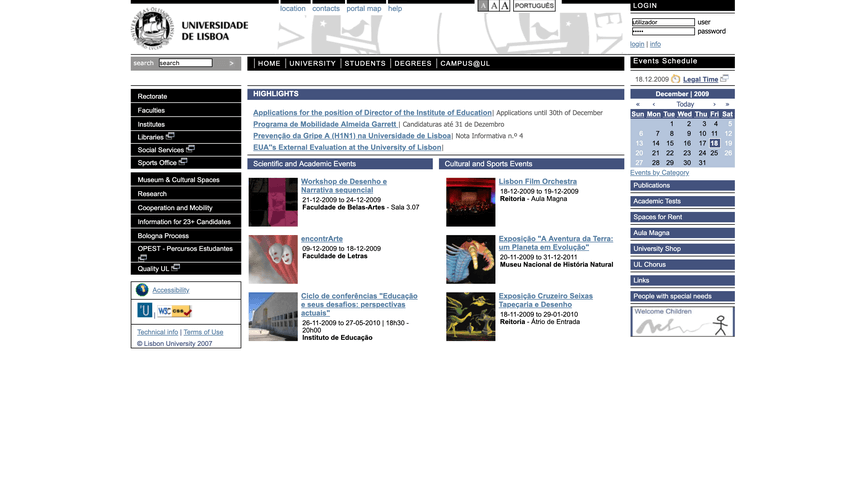 location | contacts | portal map | help
A A A PORTUGUÊS
UNIVERSIDADE
DE LISBOA
LOGIN
utilizador user
••••• password
login | info
search search >
HOME | UNIVERSITY | STUDENTS | DEGREES | CAMPUS@UL
Rectorate
Faculties
Institutes
Libraries
Social Services
Sports Office
Museum & Cultural Spaces
Research
Cooperation and Mobility
Information for 23+ Candidates
Bologna Process
OPEST - Percursos Estudantes
Quality UL
Accessibility
W3C css
Technical info | Terms of Use
© Lisbon University 2007
HIGHLIGHTS
Applications for the position of Director of the Institute of Education| Applications until 30th of December
Programa de Mobilidade Almeida Garrett | Candidaturas até 31 de Dezembro
Prevenção da Gripe A (H1N1) na Universidade de Lisboa| Nota Informativa n.º 4
EUA"s External Evaluation at the University of Lisbon|
Scientific and Academic Events
Workshop de Desenho e
Narrativa sequencial
21-12-2009 to 24-12-2009
Faculdade de Belas-Artes - Sala 3.07
encontrArte
09-12-2009 to 18-12-2009
Faculdade de Letras
Ciclo de conferências "Educação
e seus desafios: perspectivas
actuais"
26-11-2009 to 27-05-2010 | 18h30 -
20h00
Instituto de Educação
Cultural and Sports Events
Lisbon Film Orchestra
18-12-2009 to 19-12-2009
Reitoria - Aula Magna
Exposição "A Aventura da Terra:
um Planeta em Evolução"
20-11-2009 to 31-12-2011
Museu Nacional de História Natural
Exposição Cruzeiro Seixas
Tapeçaria e Desenho
18-11-2009 to 29-01-2010
Reitoria - Átrio de Entrada
Events Schedule
18.12.2009 Legal Time
December | 2009
« ‹ Today › »
Sun Mon Tue Wed Thu Fri Sat
1 2 3 4 5
6 7 8 9 10 11 12
13 14 15 16 17 18 19
20 21 22 23 24 25 26
27 28 29 30 31
Events by Category
Publications
Academic Tests
Spaces for Rent
Aula Magna
University Shop
UL Chorus
Links
People with special needs
Welcome Children